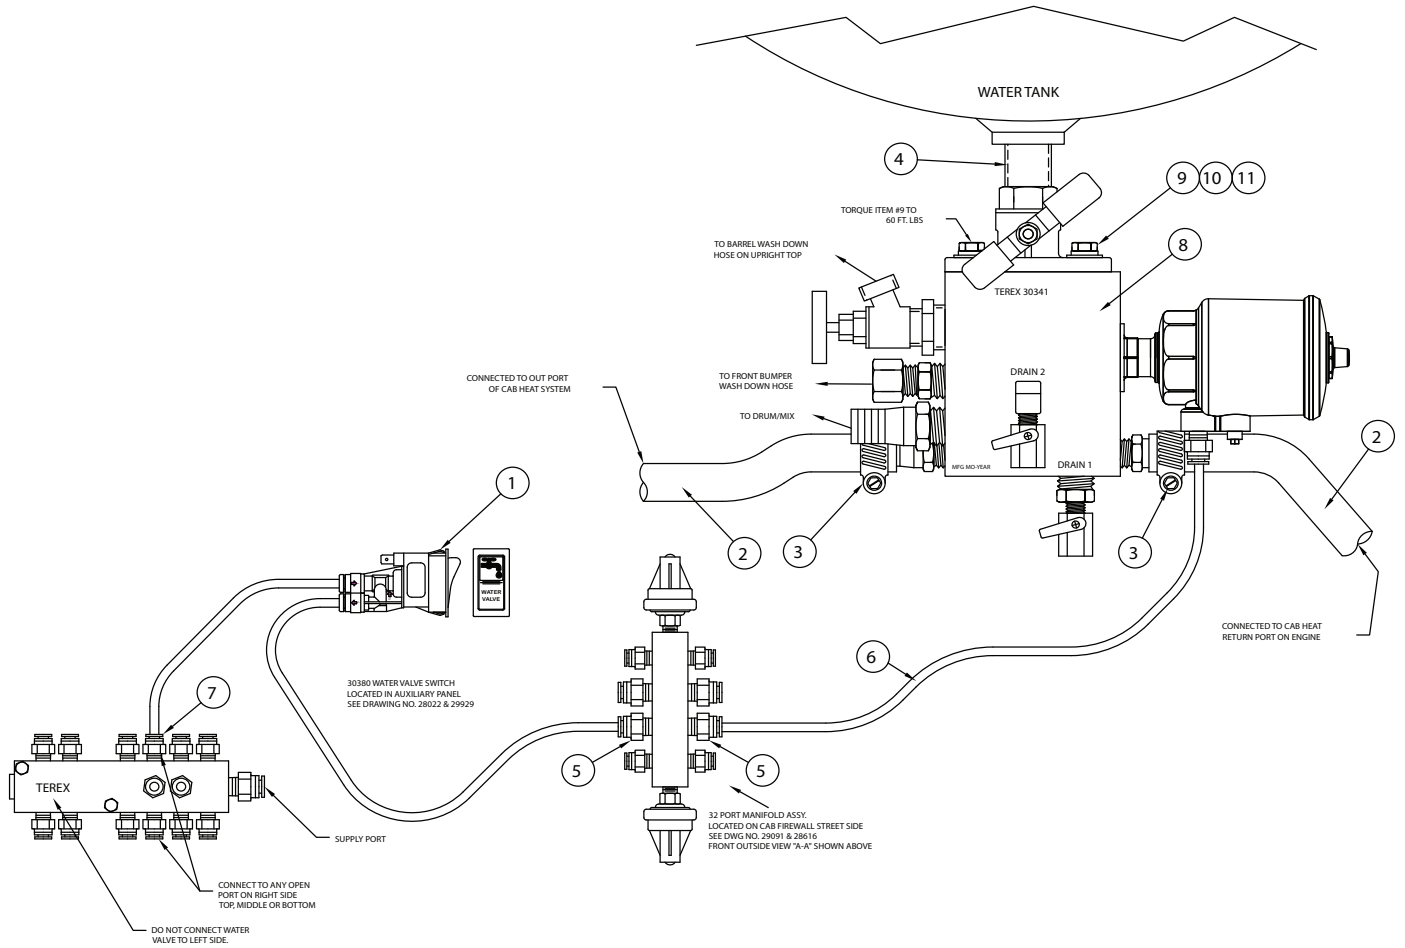 WATER TANK
4
9
10
11
TORQUE ITEM #9 TO
60 FT. LBS
TO BARREL WASH DOWN
HOSE ON UPRIGHT TOP
8
TEREX 30341
CONNECTED TO OUT PORT
OF CAB HEAT SYSTEM
TO FRONT BUMPER
WASH DOWN HOSE
DRAIN 2
TO DRUM/MIX
2
MFG MO-YEAR
DRAIN 1
1
2
3
3
WATER
VALVE
CONNECTED TO CAB HEAT
RETURN PORT ON ENGINE
6
30380 WATER VALVE SWITCH
LOCATED IN AUXILIARY PANEL
SEE DRAWING NO. 28022 & 29929
7
5
5
TEREX
32 PORT MANIFOLD ASSY.
LOCATED ON CAB FIREWALL STREET SIDE
SEE DWG NO. 29091 & 28616
FRONT OUTSIDE VIEW "A-A" SHOWN ABOVE
SUPPLY PORT
CONNECT TO ANY OPEN
PORT ON RIGHT SIDE
TOP, MIDDLE OR BOTTOM
DO NOT CONNECT WATER
VALVE TO LEFT SIDE.